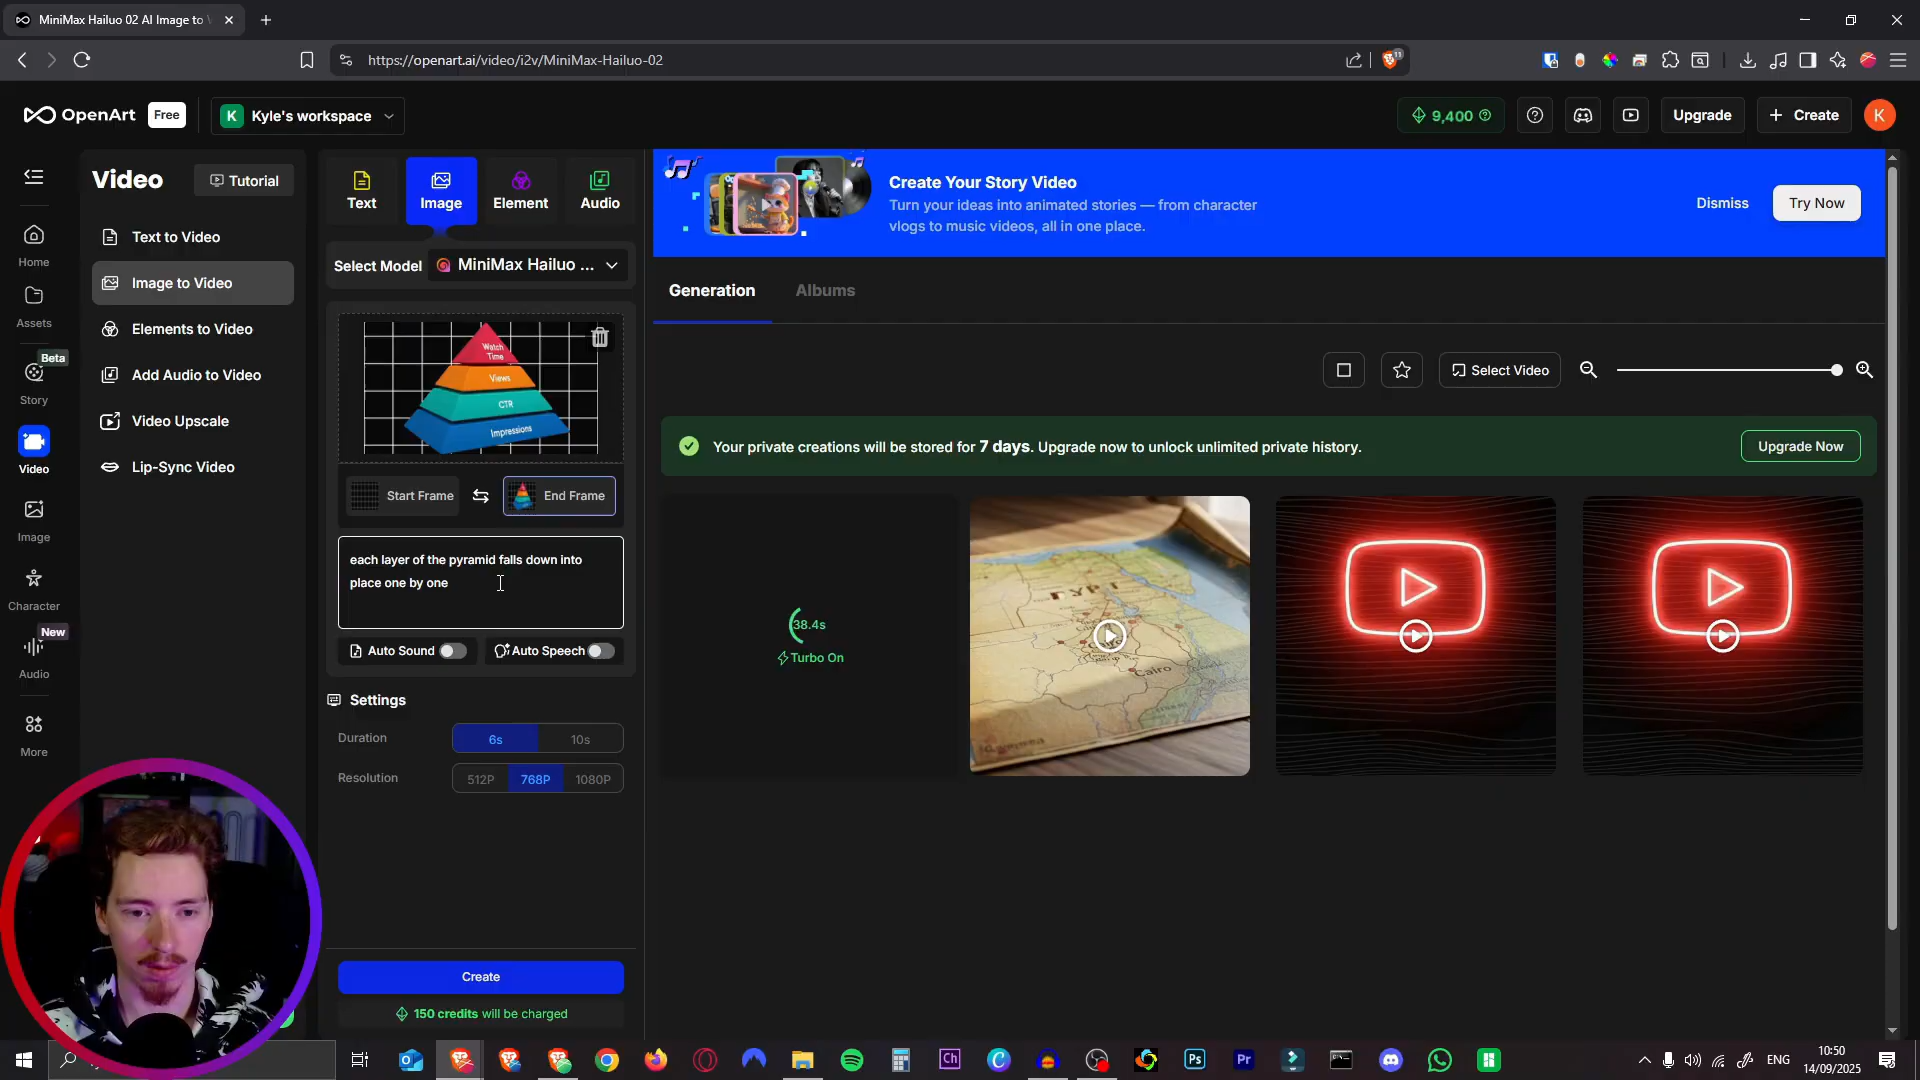 MiniMax Hailuo 02 AI Image to
https://openart.ai/video/i2v/MiniMax-Hailuo-02
11
OpenArt
Free
K
Kyle's workspace
9,400
Upgrade
+ Create
K
Video
Tutorial
Home
Assets
Beta
Story
Video
Image
Character
New
Audio
More
Text to Video
Image to Video
Elements to Video
Add Audio to Video
Video Upscale
Lip-Sync Video
Text
Image
Element
Audio
Select Model
MiniMax Hailuo ...
Watch
Time
Views
CTR
Impressions
Start Frame
End Frame
each layer of the pyramid falls down into
place one by one
Auto Sound
Auto Speech
Settings
Duration
6s
10s
Resolution
512P
768P
1080P
Create
150 credits will be charged
Create Your Story Video
Turn your ideas into animated stories — from character
vlogs to music videos, all in one place.
Dismiss
Try Now
Generation
Albums
Select Video
Your private creations will be stored for 7 days. Upgrade now to unlock unlimited private history.
Upgrade Now
38.4s
Turbo On
Cairo
Ch
Ps
Pr
ENG
10:50
14/09/2025